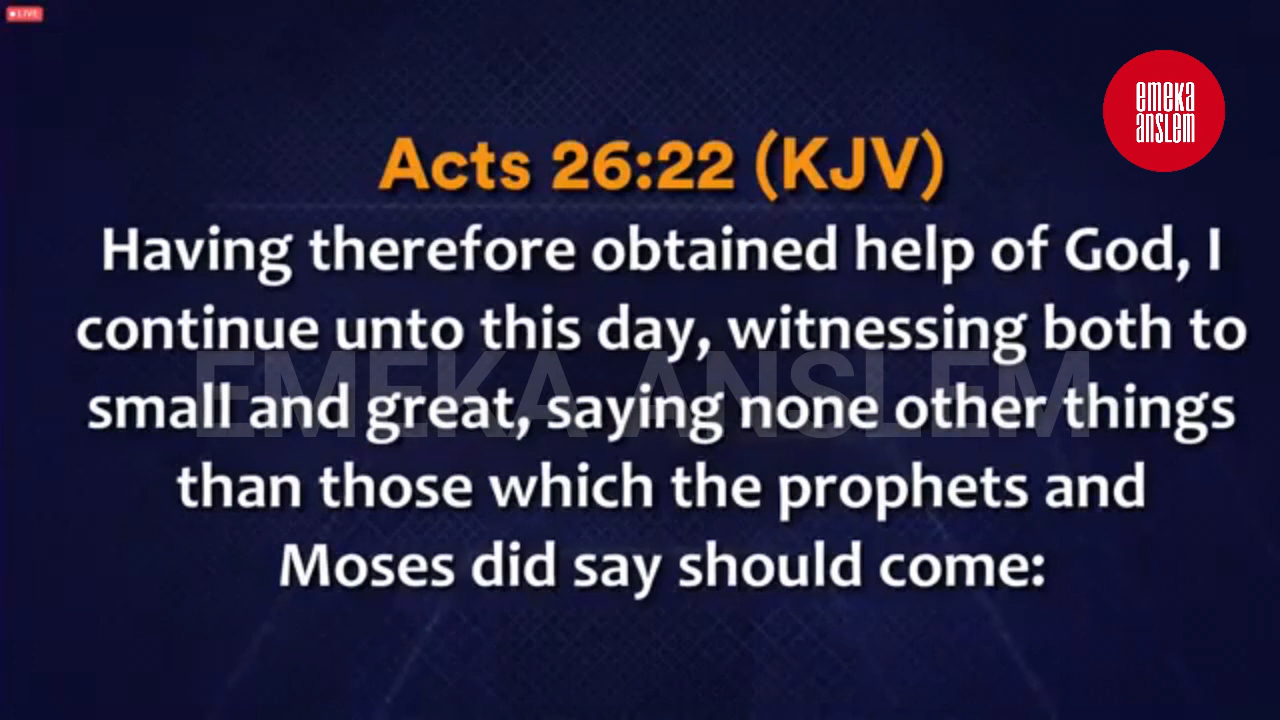 LIVE
emeka
anslem
Acts 26:22 (KJV)
Having therefore obtained help of God, I
continue unto this day, witnessing both to
small and great, saying none other things
than those which the prophets and
Moses did say should come:
EMEKA ANSLEM